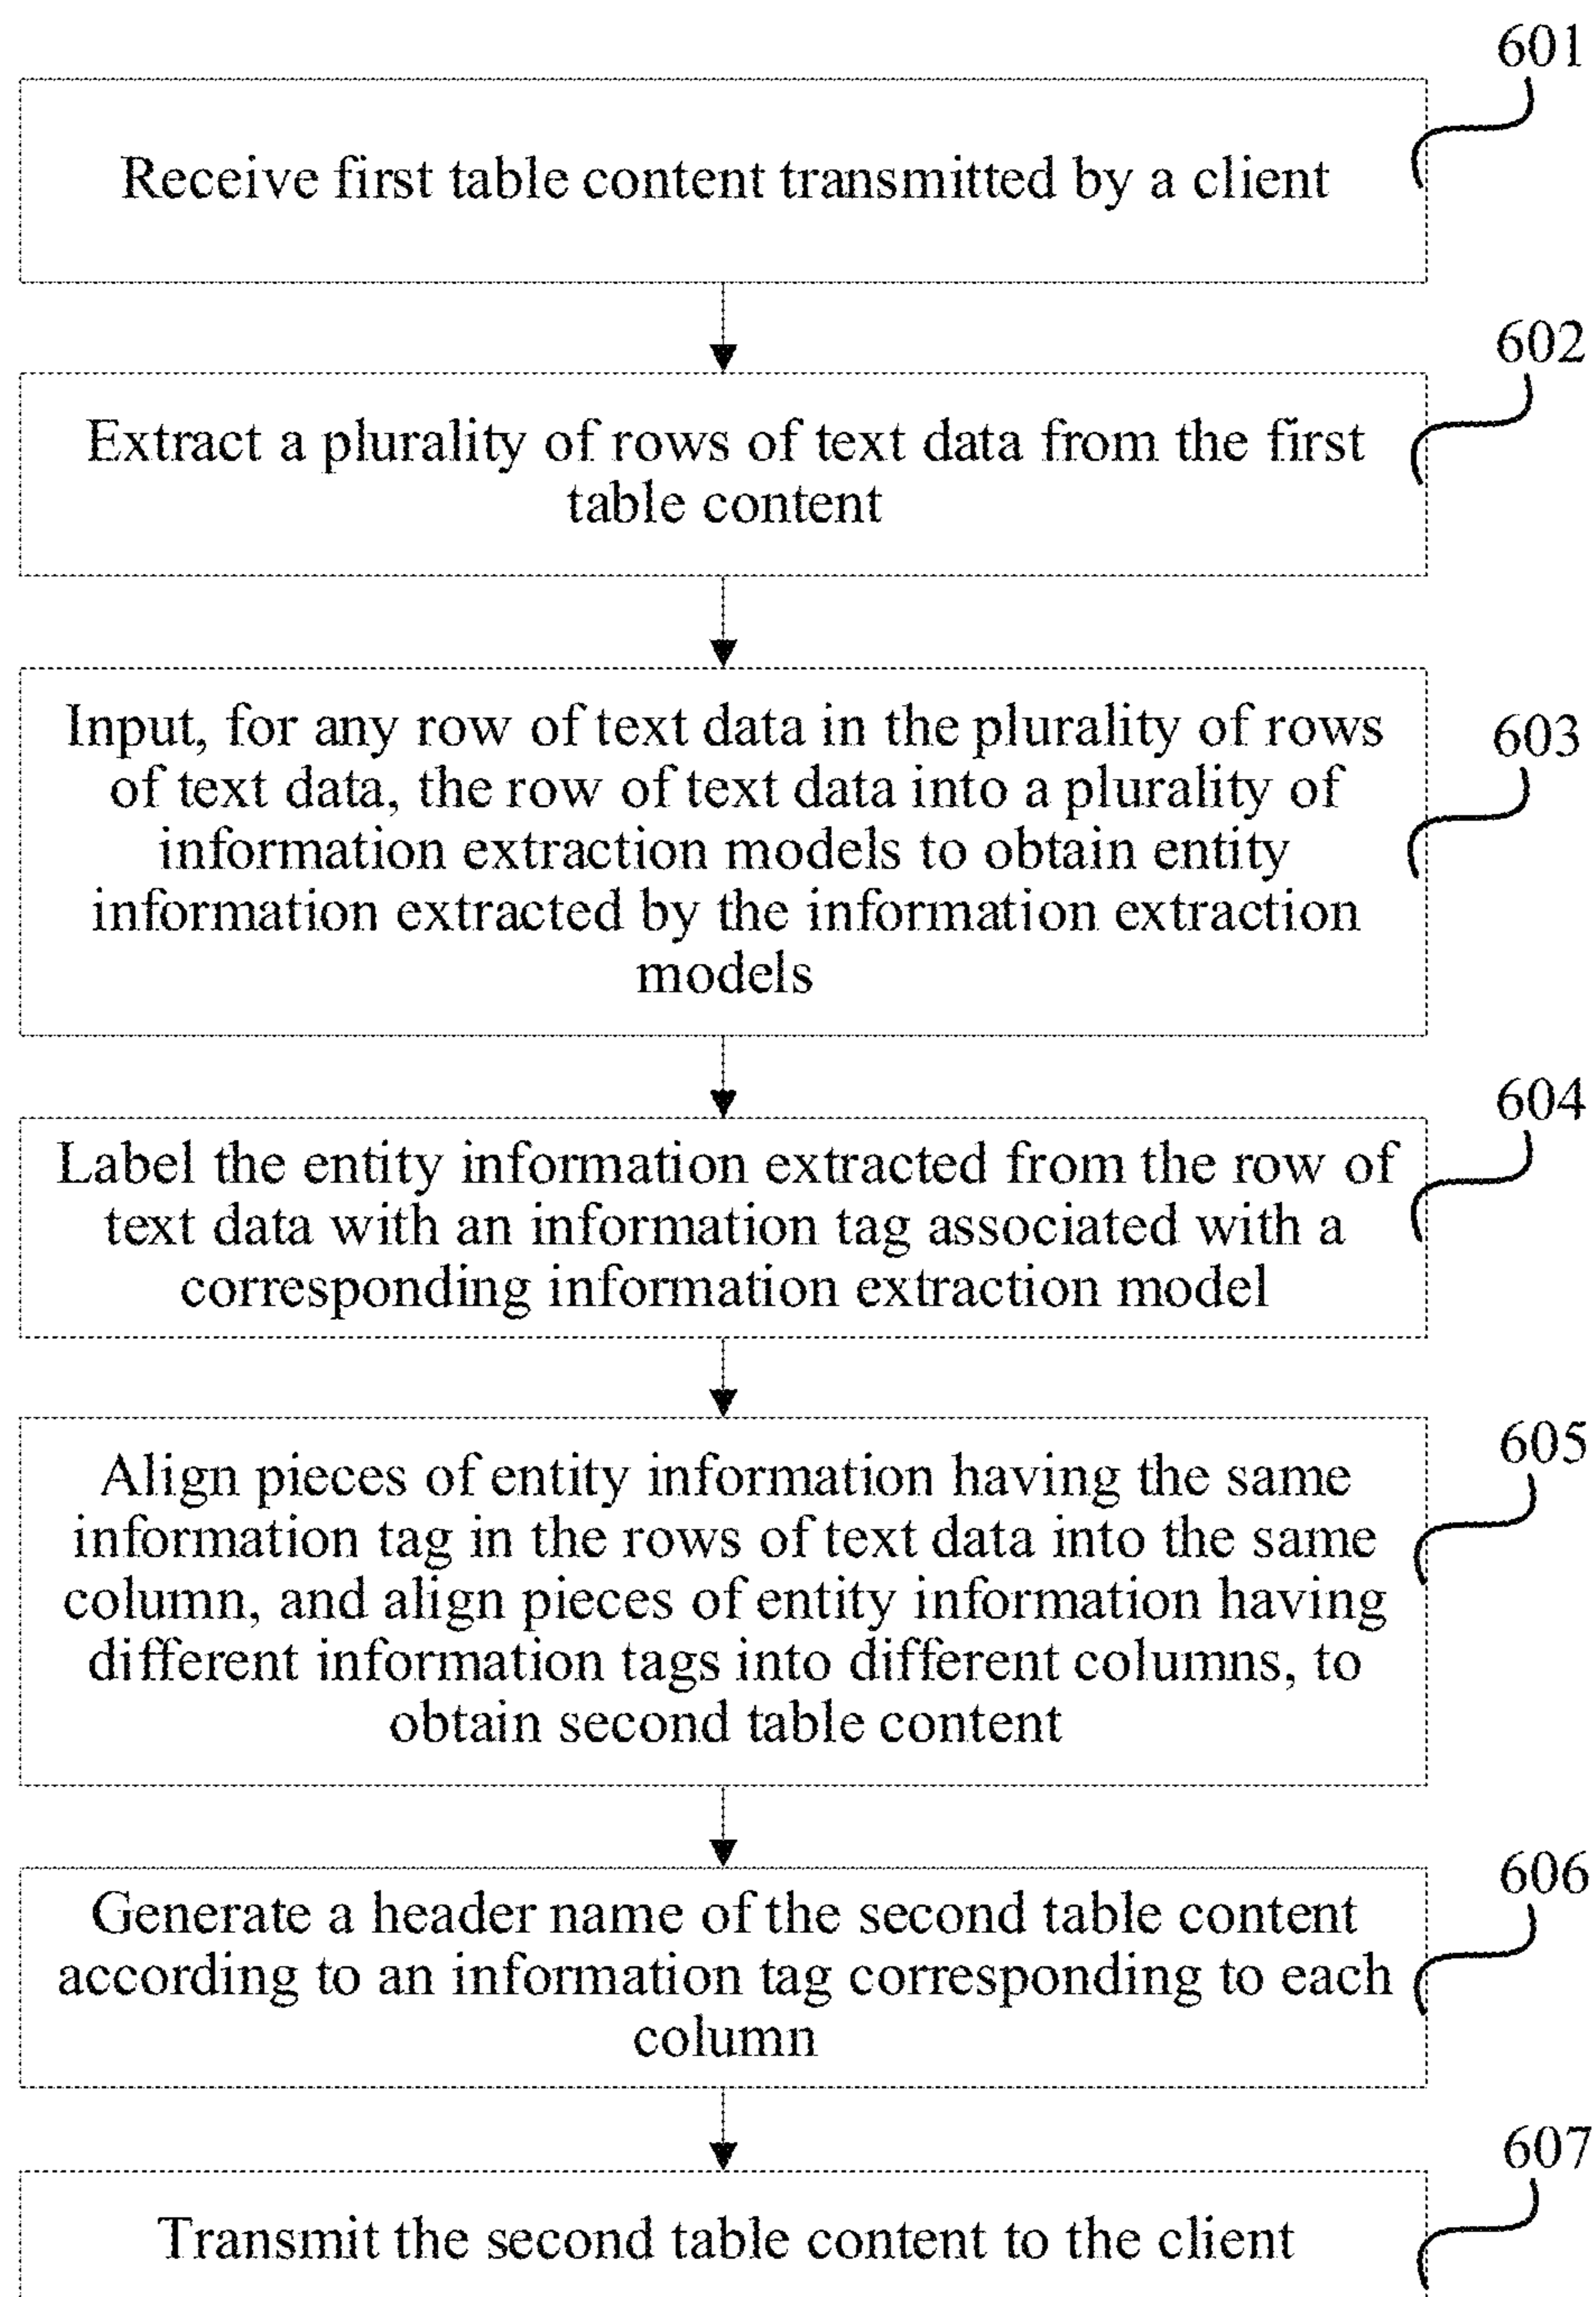 601
Receive first table content transmitted by a client
602
Extract a plurality of rows of text data from the first
table content
603
Input, for any row of text data in the plurality of rows
of text data, the row of text data into a plurality of
information extraction models to obtain entity
information extracted by the information extraction
models
604
Label the entity information extracted from the row of
text data with an information tag associated with a
corresponding information extraction model
605
Align pieces of entity information having the same
information tag in the rows of text data into the same
column, and align pieces of entity information having
different information tags into different columns, to
obtain second table content
606
Generate a header name of the second table content
according to an information tag corresponding to each
column
607
Transmit the second table content to the client